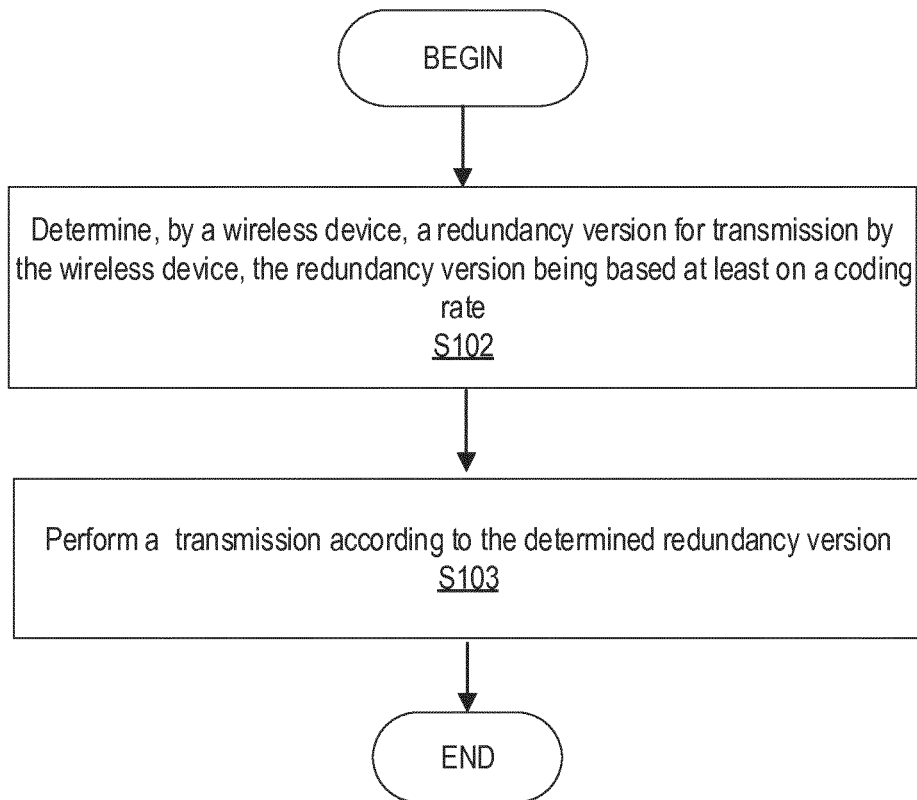 BEGIN
Determine, by a wireless device, a redundancy version for transmission by
the wireless device, the redundancy version being based at least on a coding
rate
S102
Perform a transmission according to the determined redundancy version
S103
END